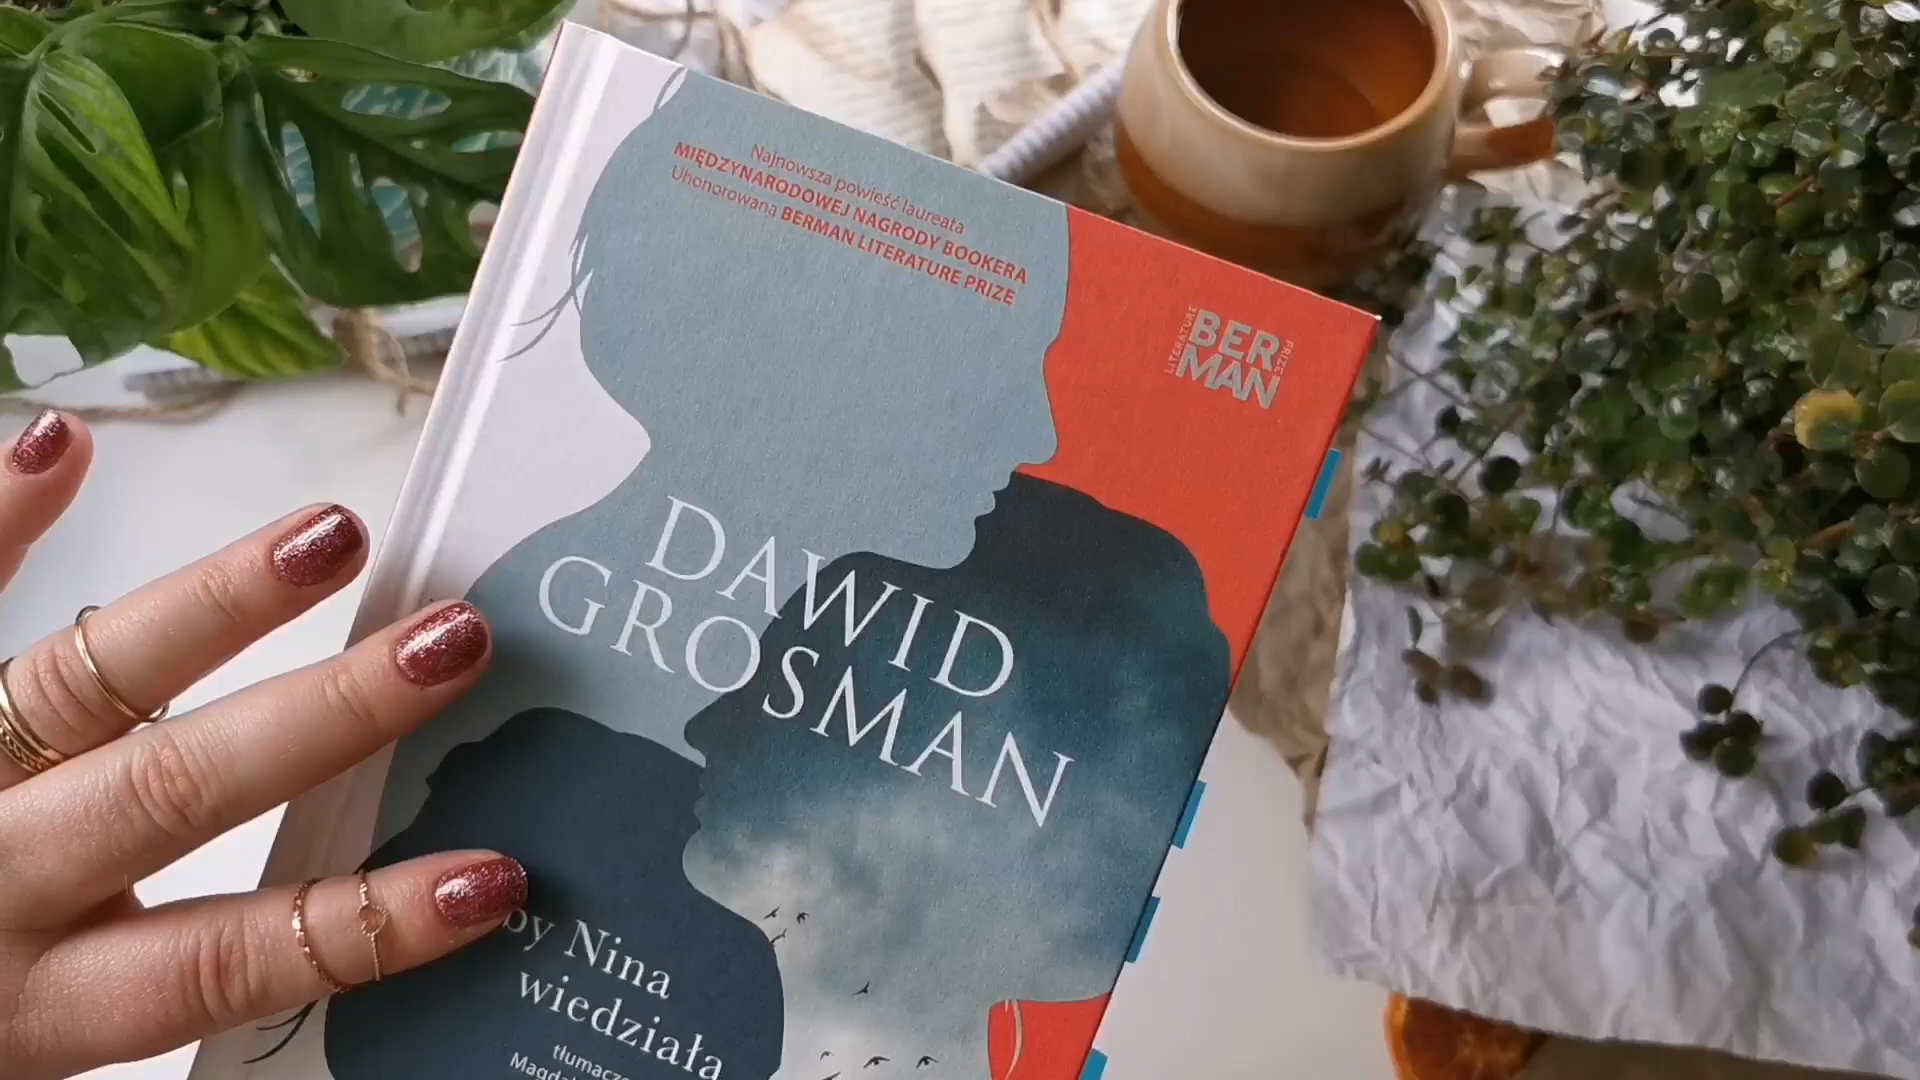 Najnowsza powieść laureata
MIĘDZYNARODOWEJ NAGRODY BOOKERA
Uhonorowana BERMAN LITERATURE PRIZE
LITERATURE
BER
MAN
PRIZE
DAWID
GROSMAN
Nina
wiedziała